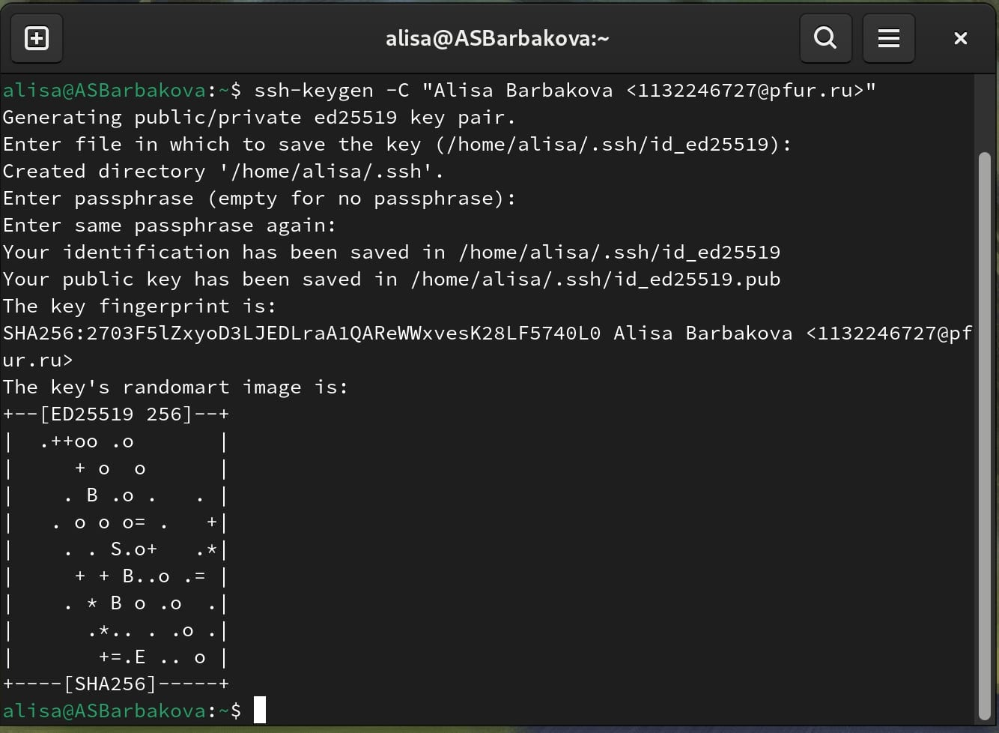 alisa@ASBarbakova:~
alisa@ASBarbakova:~$ ssh-keygen -C "Alisa Barbakova <1132246727@pfur.ru>"
Generating public/private ed25519 key pair.
Enter file in which to save the key (/home/alisa/.ssh/id_ed25519):
Created directory '/home/alisa/.ssh'.
Enter passphrase (empty for no passphrase):
Enter same passphrase again:
Your identification has been saved in /home/alisa/.ssh/id_ed25519
Your public key has been saved in /home/alisa/.ssh/id_ed25519.pub
The key fingerprint is:
SHA256:2703F5lZxyoD3LJEDLraA1QAReWWxvesK28LF5740L0 Alisa Barbakova <1132246727@pf
ur.ru>
The key's randomart image is:
+--[ED25519 256]--+
|  .++oo .o       |
|     + o  o      |
|    . B .o .   . |
|   . o o o= .   +|
|    . . S.o+   .*|
|     + + B..o .= |
|    . * B o .o  .|
|      .*.. . .o .|
|       +=.E .. o |
+----[SHA256]-----+
alisa@ASBarbakova:~$